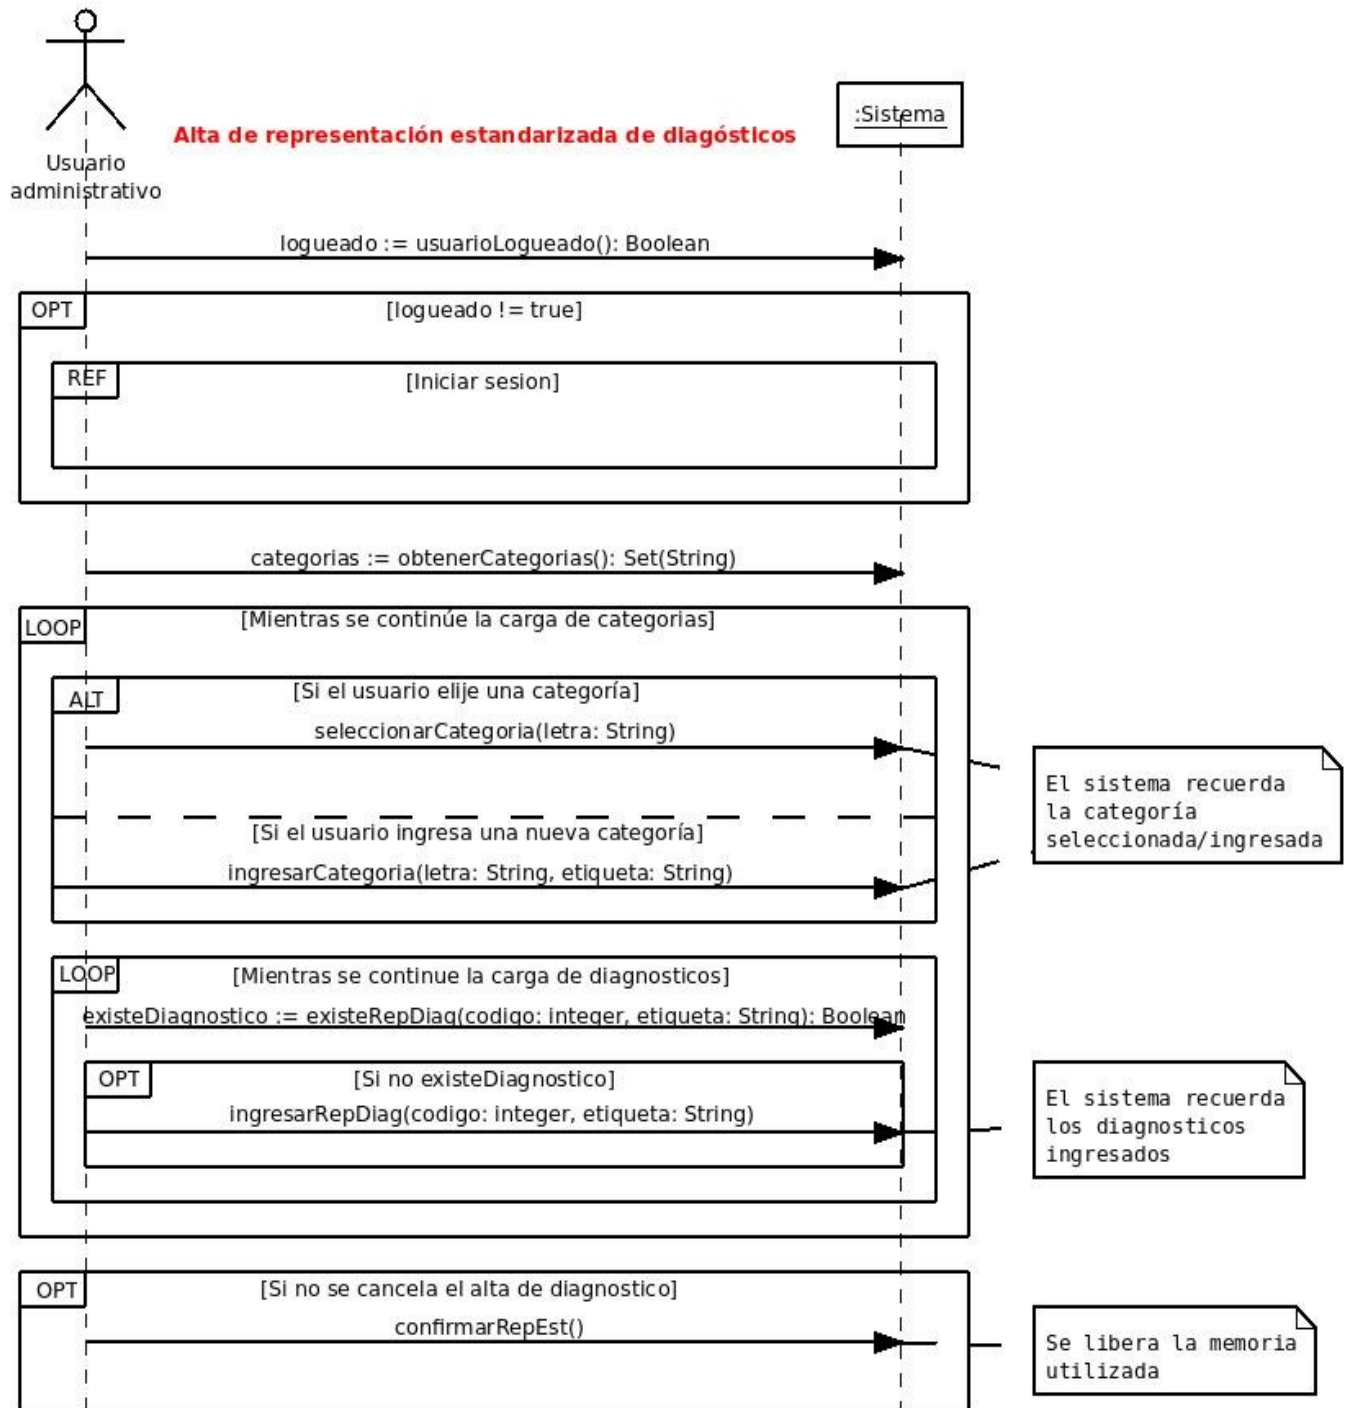 :Sistema
Alta de representación estandarizada de diagósticos
Usuario
administrativo
logueado := usuarioLogueado(): Boolean
OPT
[logueado != true]
REF
[Iniciar sesion]
categorias := obtenerCategorias(): Set(String)
LOOP
[Mientras se continúe la carga de categorias]
ALT
[Si el usuario elije una categoría]
seleccionarCategoria(letra: String)
El sistema recuerda
la categoría
seleccionada/ingresada
[Si el usuario ingresa una nueva categoría]
ingresarCategoria(letra: String, etiqueta: String)
LOOP
[Mientras se continue la carga de diagnosticos]
existeDiagnostico := existeRepDiag(codigo: integer, etiqueta: String): Boolean
OPT
[Si no existeDiagnostico]
ingresarRepDiag(codigo: integer, etiqueta: String)
El sistema recuerda
los diagnosticos
ingresados
OPT
[Si no se cancela el alta de diagnostico]
confirmarRepEst()
Se libera la memoria
utilizada